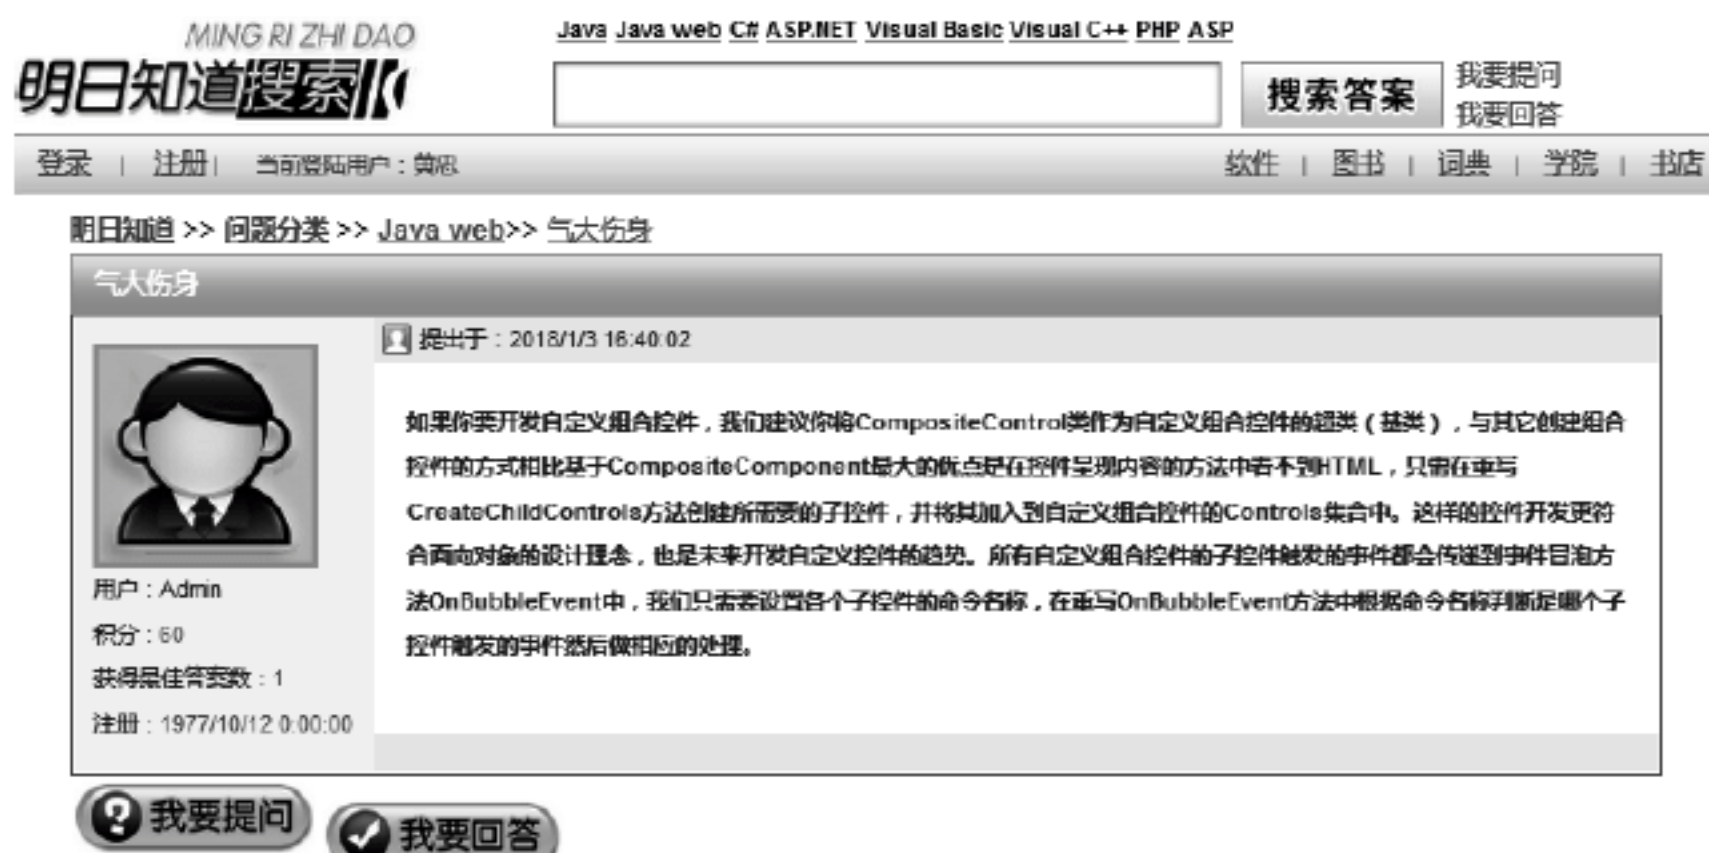 MING RI ZHI DAO
明日知道搜索
Java Java web C# ASP.NET Visual Basic Visual C++ PHP ASP
搜索答案
我要提问
我要回答
登录 | 注册 | 当前登陆用户：黄思
软件 | 图书 | 词典 | 学院 | 书店
明日知道 >> 问题分类 >> Java web>> 气大伤身
气大伤身
提出于：2018/1/3 16:40:02
如果你要开发自定义组合控件，我们建议你将CompositeControl类作为自定义组合控件的超类（基类），与其它创建组合
控件的方式相比基于CompositeComponent最大的优点是在控件呈现内容的方法中看不到HTML，只需在重写
CreateChildControls方法创建所需要的子控件，并将其加入到自定义组合控件的Controls集合中。这样的控件开发更符
合面向对象的设计理念，也是未来开发自定义控件的趋势。所有自定义组合控件的子控件触发的事件都会传递到事件冒泡方
法OnBubbleEvent中，我们只需要设置各个子控件的命令名称，在重写OnBubbleEvent方法中根据命令名称判断是哪个子
控件触发的事件然后做相应的处理。
用户：Admin
积分：60
获得最佳答案数：1
注册：1977/10/12 0:00:00
我要提问
我要回答